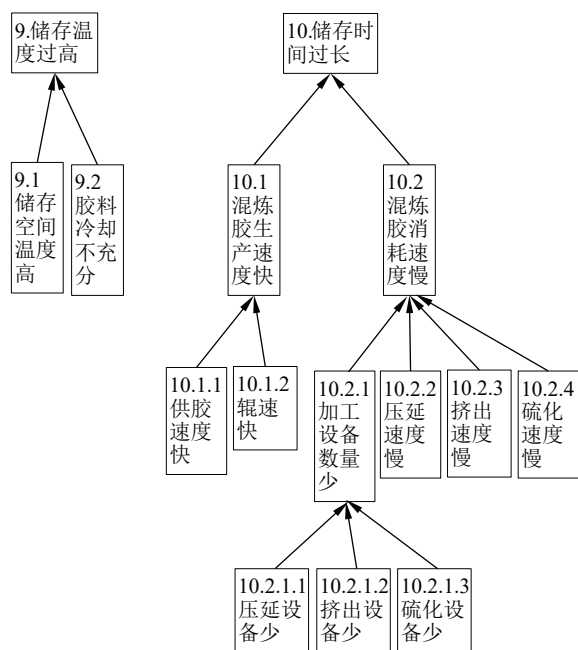 9.储存温
度过高
10.储存时
间过长
9.1
储存
空间
温度
高
9.2
胶料
冷却
不充
分
10.1
混炼
胶生
产速
度快
10.2
混炼
胶消
耗速
度慢
10.1.1
供胶
速度
快
10.1.2
辊速
快
10.2.1
加工
设备
数量
少
10.2.2
压延
速度
慢
10.2.3
挤出
速度
慢
10.2.4
硫化
速度
慢
10.2.1.1
压延设
备少
10.2.1.2
挤出设
备少
10.2.1.3
硫化设
备少